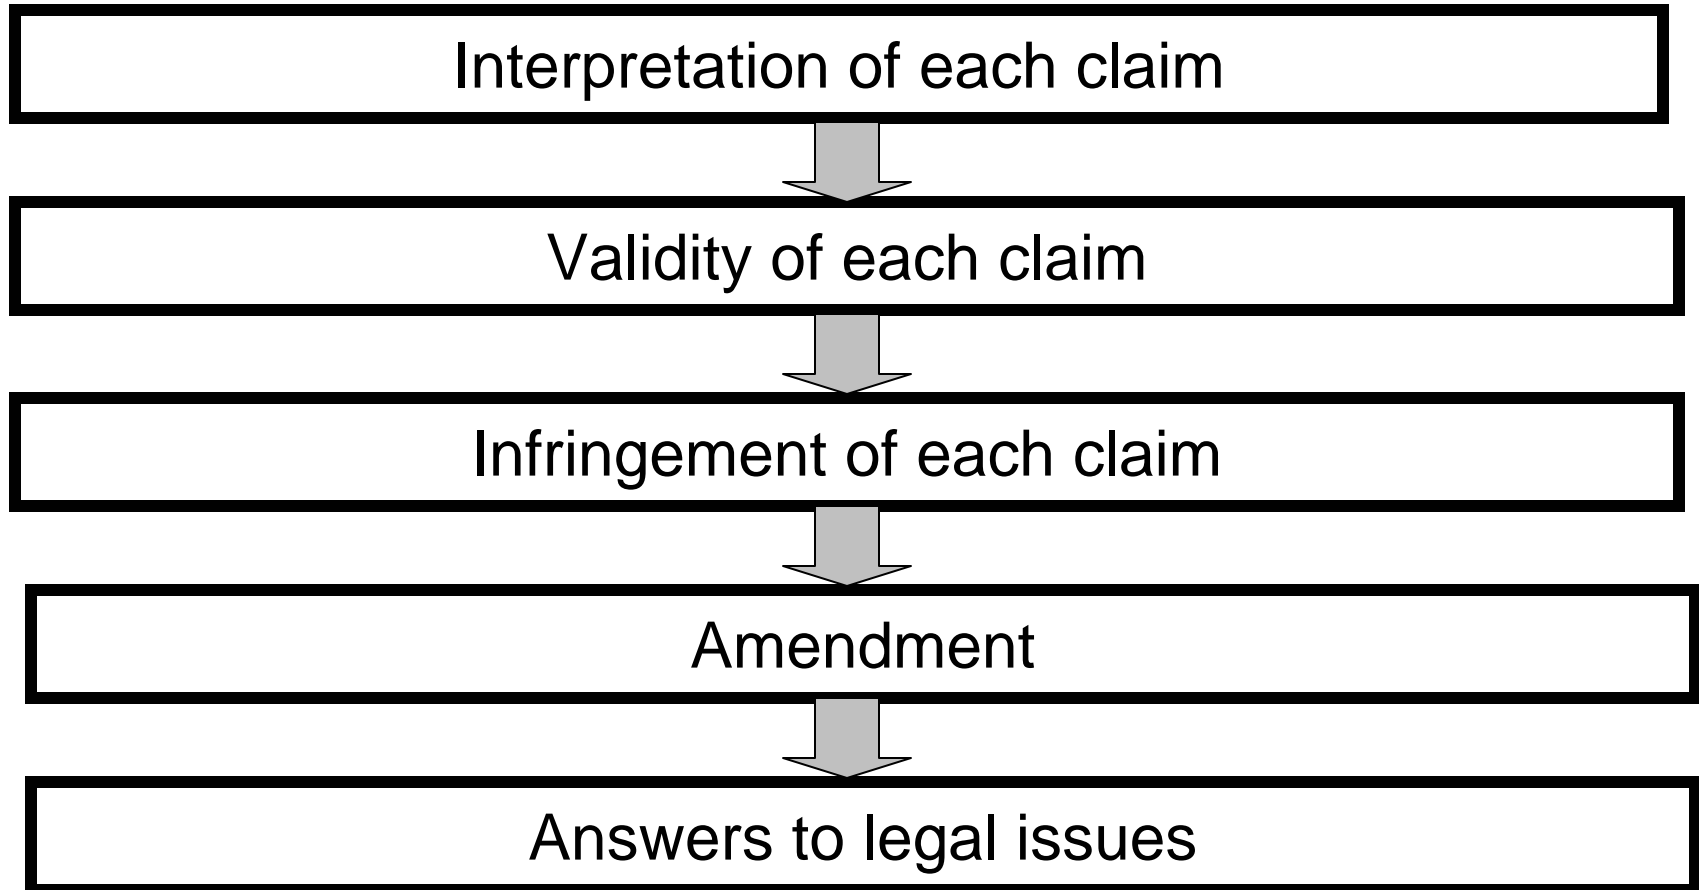 Interpretation of each claim
Validity of each claim
Infringement of each claim
Amendment
Answers to legal issues